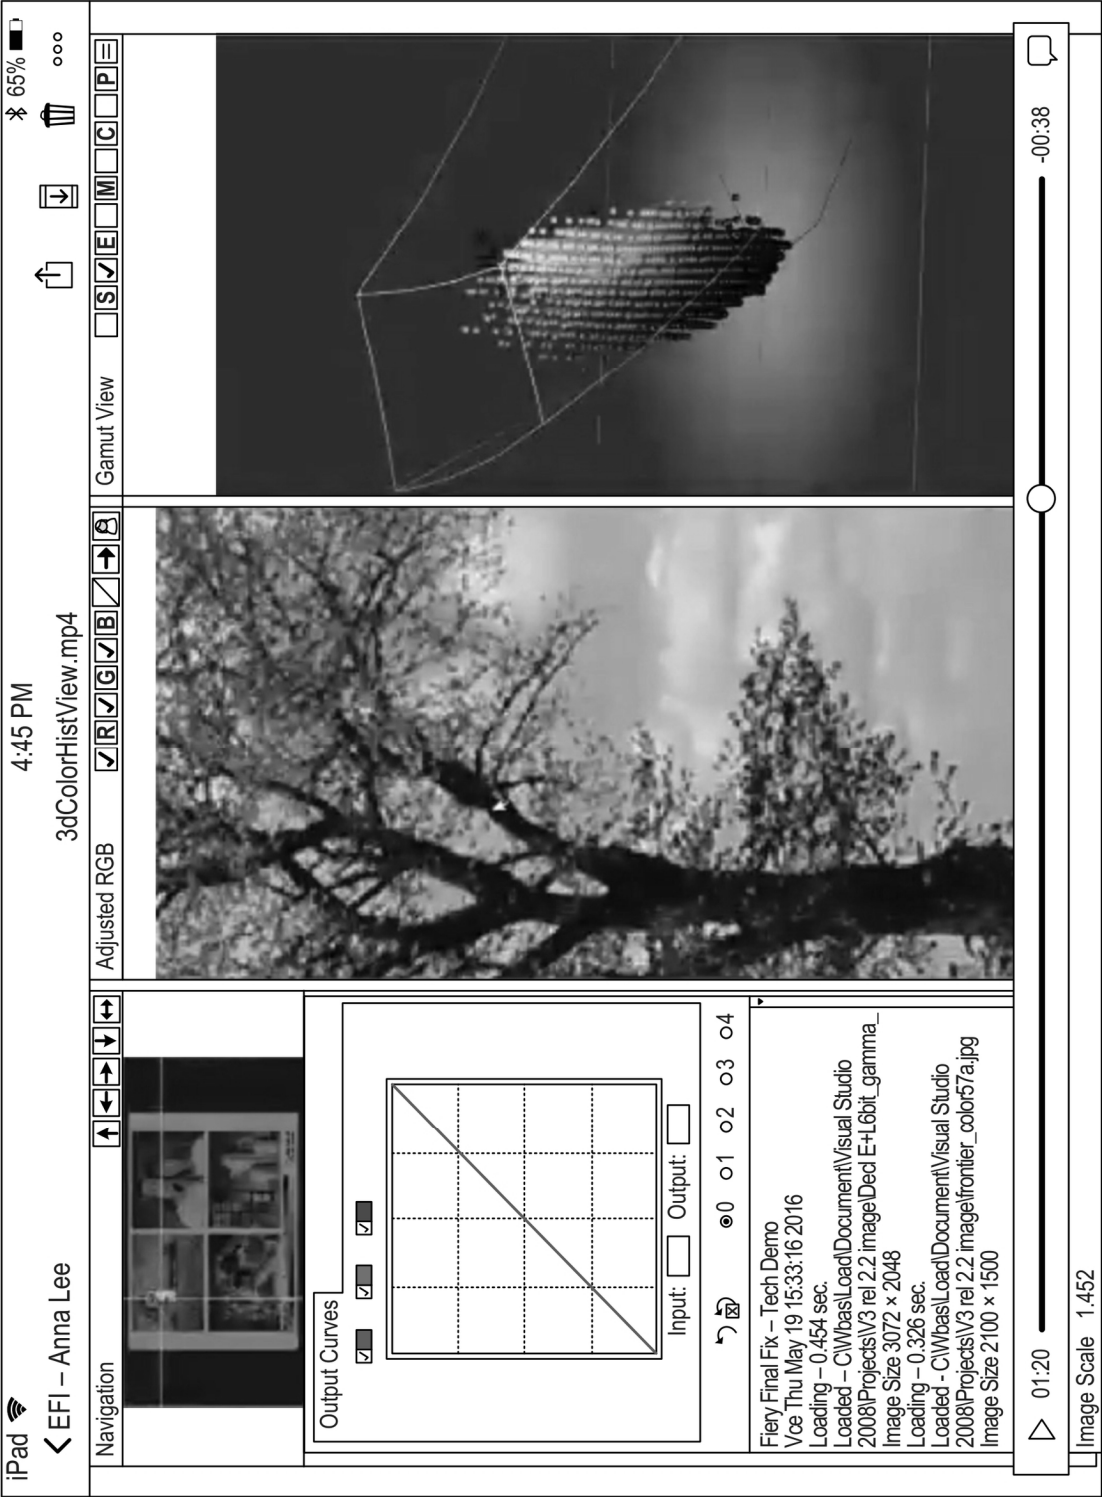 iPad 4:45 PM 65%
EFI – Anna Lee 3dColorHistView.mp4
Navigation
Adjusted RGB R G B
Gamut View S E M C P
Output Curves
Input: Output:
0 1 2 3 4
Fiery Final Fix – Tech Demo
Vce Thu May 19 15:33:16 2016
Loading – 0.454 sec.
Loaded – C\Wbas\Load\Document\Visual Studio
2008\Projects\V3 rel 2.2 image\Ded E+L6bit_gamma_
Image Size 3072 × 2048
Loading – 0.326 sec.
Loaded - C\Wbas\Load\Document\Visual Studio
2008\Projects\V3 rel 2.2 image\frontier_color57a.jpg
Image Size 2100 × 1500
01:20 -00:38
Image Scale 1.452